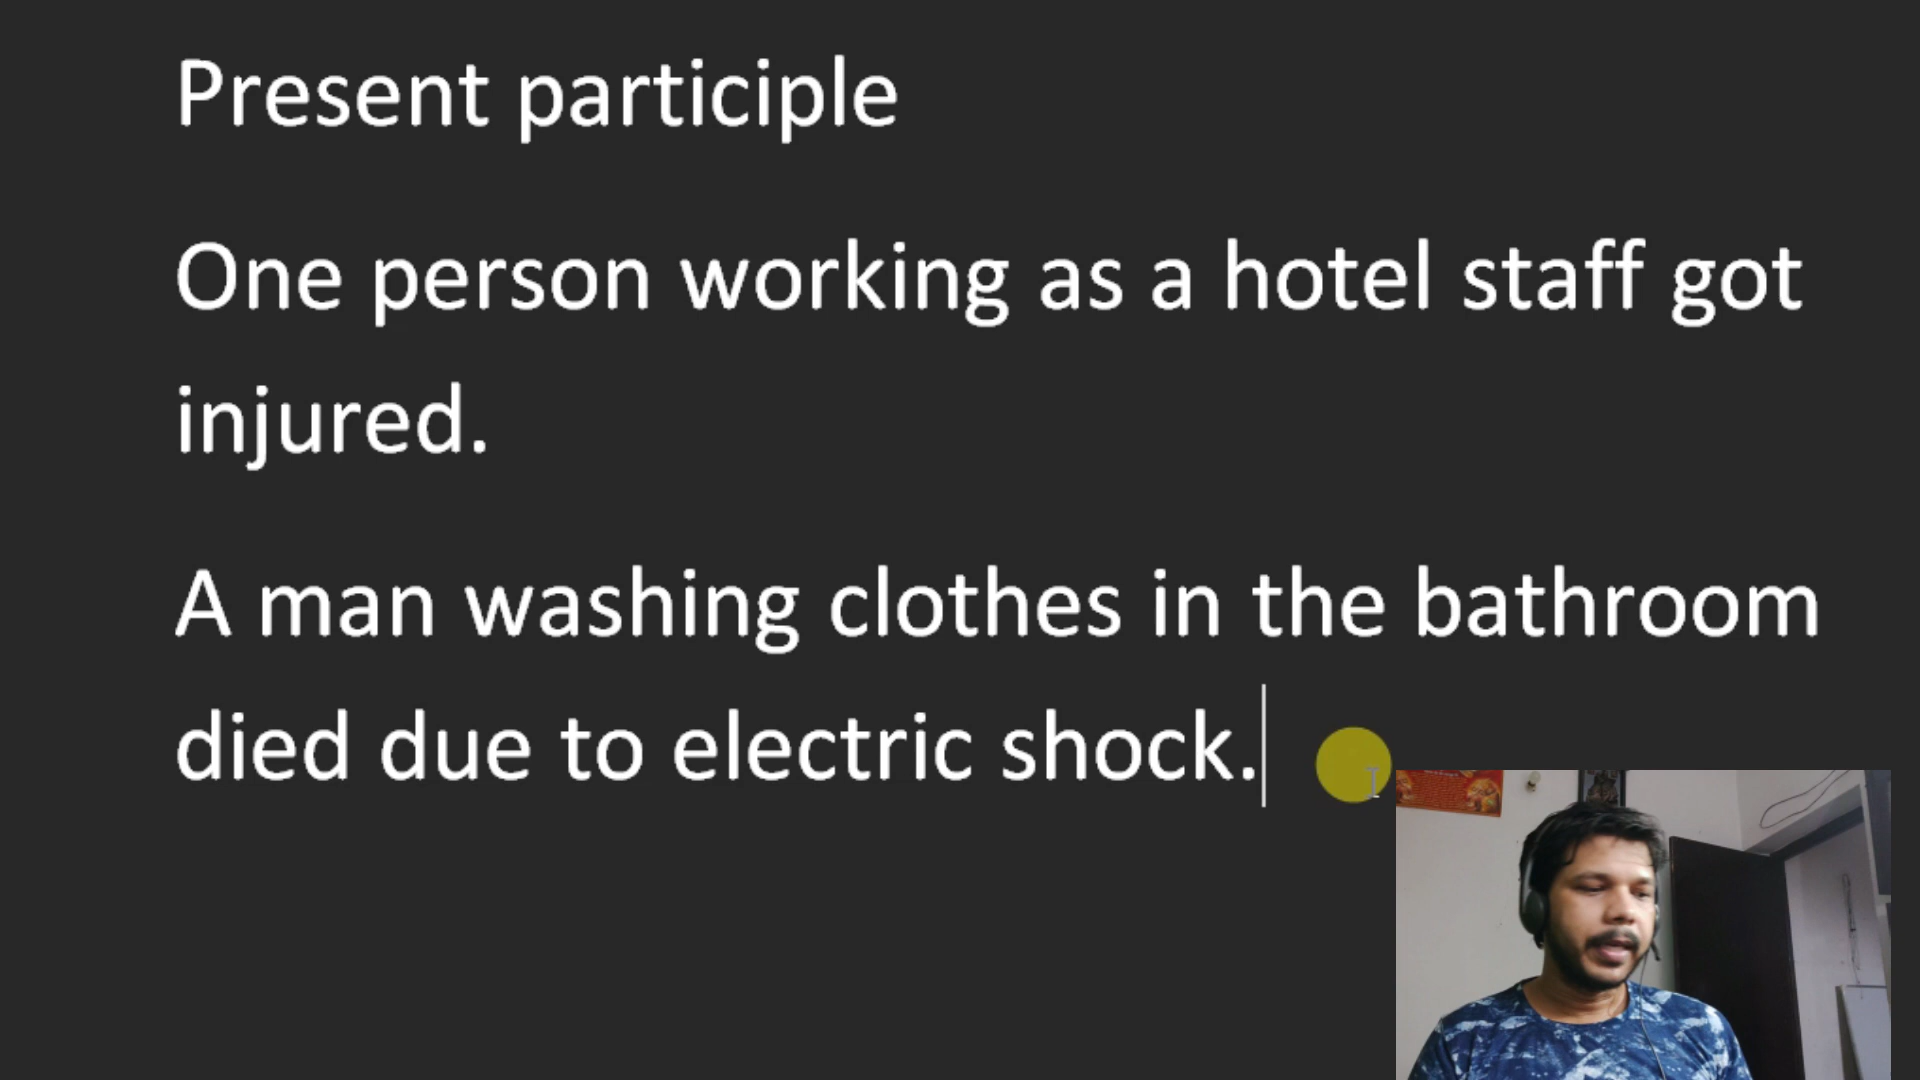 Present participle
One person working as a hotel staff got
injured.
A man washing clothes in the bathroom
died due to electric shock.